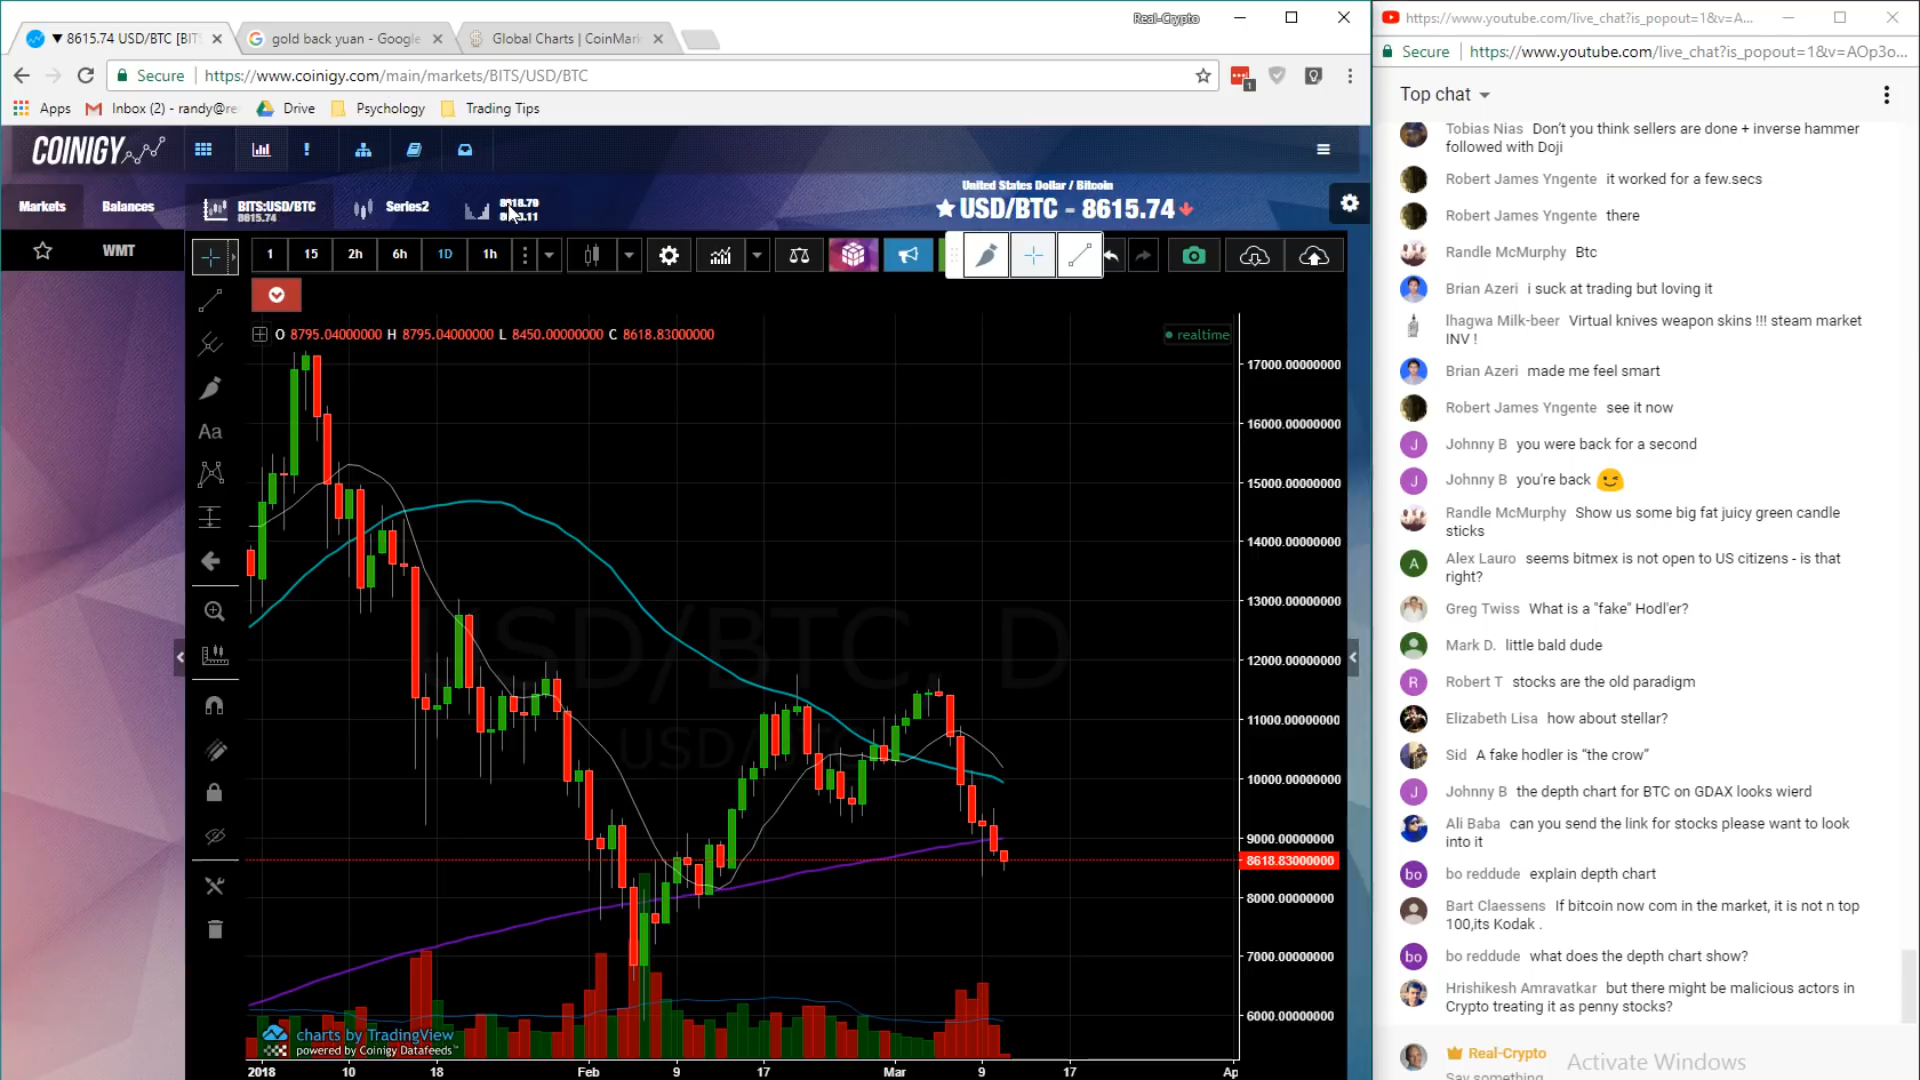 Real-Crypto
▼ 8615.74 USD/BTC [BIT
gold back yuan - Google
Global Charts | CoinMark
Secure
https://www.coinigy.com/main/markets/BITS/USD/BTC
Apps
Inbox (2) - randy@re
Drive
Psychology
Trading Tips
COINIGY
Markets
Balances
BITS:USD/BTC
8615.74
Series2
United States Dollar / Bitcoin
USD/BTC - 8615.74
WMT
1
15
2h
6h
1D
1h
Aa
O 8795.04000000 H 8795.04000000 L 8450.00000000 C 8618.83000000
realtime
USD/BTC, D
USD/BTC
17000.00000000
16000.00000000
15000.00000000
14000.00000000
13000.00000000
12000.00000000
11000.00000000
10000.00000000
9000.00000000
8618.83000000
8000.00000000
7000.00000000
6000.00000000
charts by TradingView
powered by Coinigy Datafeeds™
2018
10
18
Feb
9
17
Mar
9
17
Ap
https://www.youtube.com/live_chat?is_popout=1&v=A...
Secure
https://www.youtube.com/live_chat?is_popout=1&v=AOp3o...
Top chat
Tobias Nias Don't you think sellers are done + inverse hammer
followed with Doji
Robert James Yngente it worked for a few.secs
Robert James Yngente there
Randle McMurphy Btc
Brian Azeri i suck at trading but loving it
lhagwa Milk-beer Virtual knives weapon skins !!! steam market
INV !
Brian Azeri made me feel smart
Robert James Yngente see it now
J
Johnny B you were back for a second
J
Johnny B you're back 😉
Randle McMurphy Show us some big fat juicy green candle
sticks
A
Alex Lauro seems bitmex is not open to US citizens - is that
right?
Greg Twiss What is a "fake" Hodl'er?
Mark D. little bald dude
R
Robert T stocks are the old paradigm
Elizabeth Lisa how about stellar?
Sid A fake hodler is “the crow”
J
Johnny B the depth chart for BTC on GDAX looks wierd
Ali Baba can you send the link for stocks please want to look
into it
bo
bo reddude explain depth chart
Bart Claessens If bitcoin now com in the market, it is not n top
100,its Kodak .
bo
bo reddude what does the depth chart show?
Hrishikesh Amravatkar but there might be malicious actors in
Crypto treating it as penny stocks?
Real-Crypto
Say something
Activate Windows